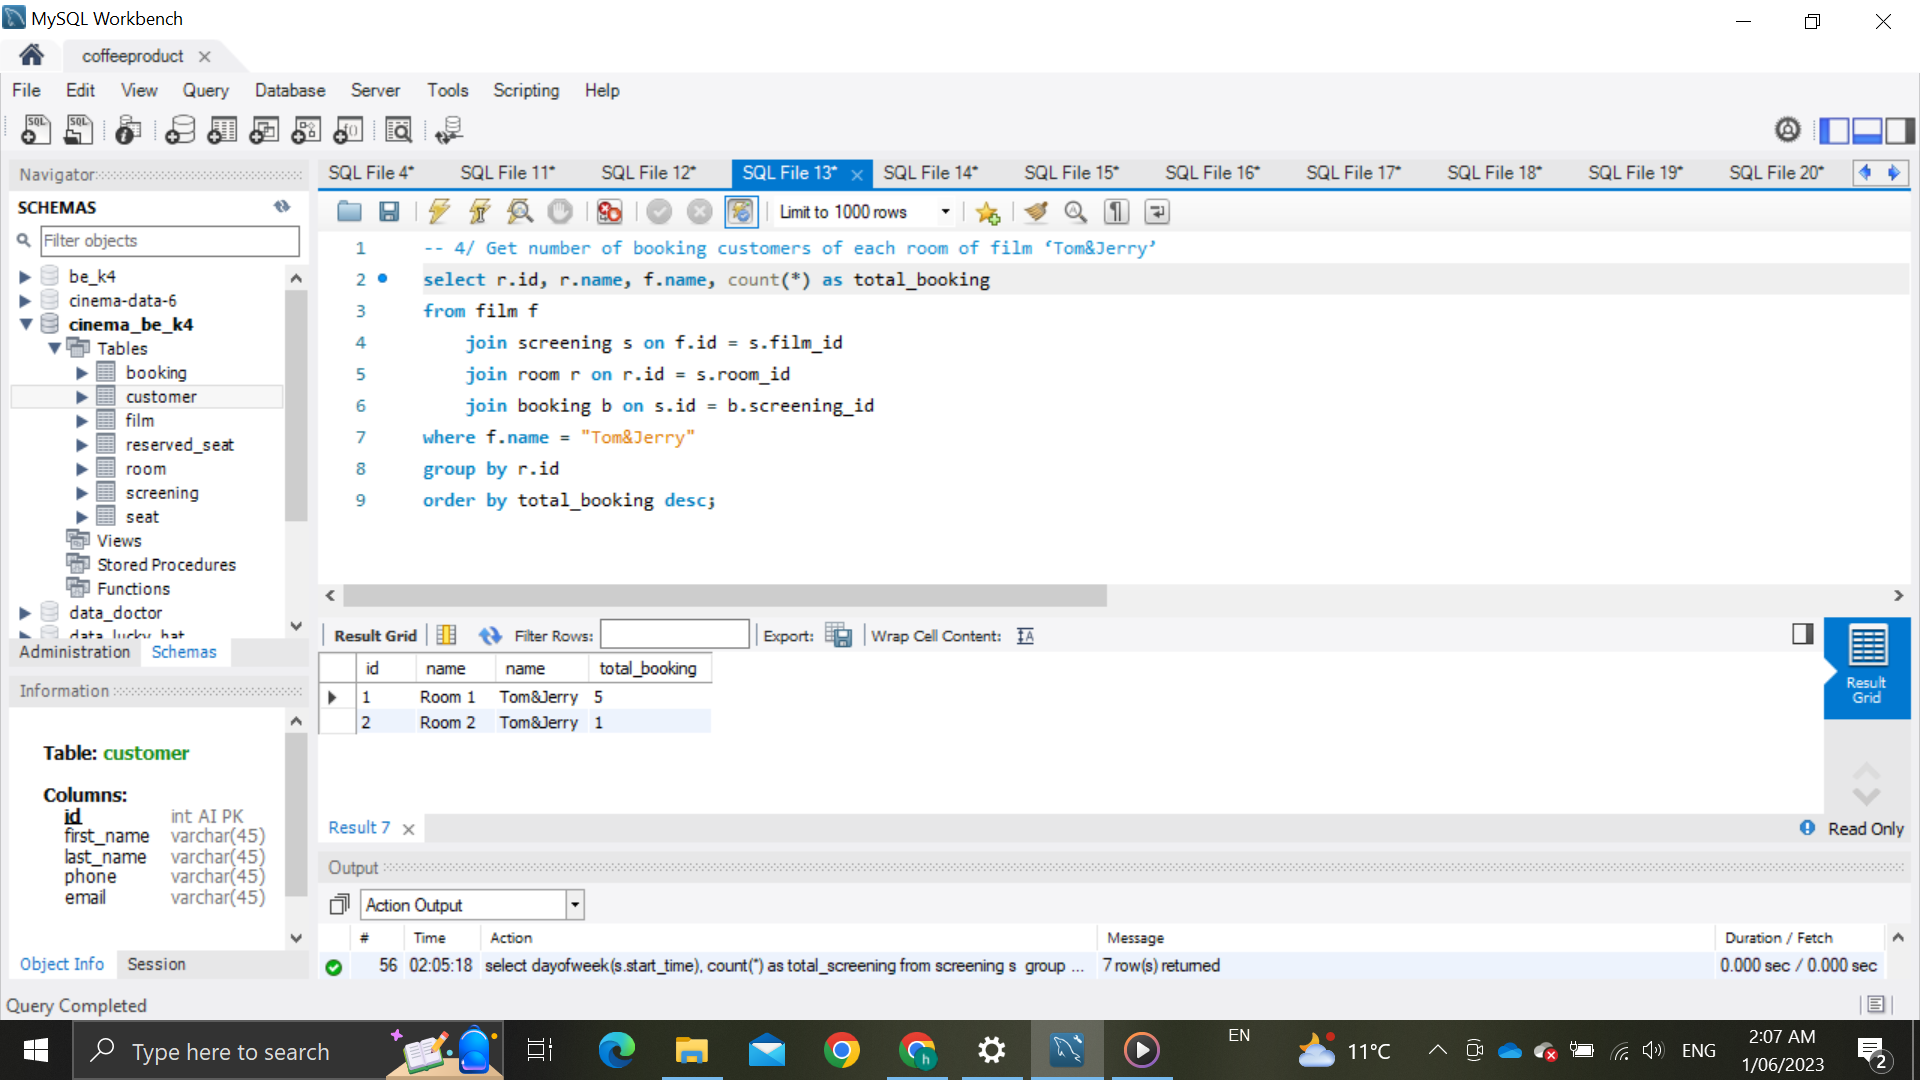 MySQL Workbench
coffeeproduct
File Edit View Query Database Server Tools Scripting Help
Navigator
SCHEMAS
Filter objects
be_k4
cinema-data-6
cinema_be_k4
Tables
booking
customer
film
reserved_seat
room
screening
seat
Views
Stored Procedures
Functions
data_doctor
data_lucky_hat
Administration Schemas
Information
Table: customer
Columns:
id int AI PK
first_name varchar(45)
last_name varchar(45)
phone varchar(45)
email varchar(45)
Object Info Session
SQL File 4* SQL File 11* SQL File 12* SQL File 13* SQL File 14* SQL File 15* SQL File 16* SQL File 17* SQL File 18* SQL File 19* SQL File 20*
Limit to 1000 rows
1 -- 4/ Get number of booking customers of each room of film ‘Tom&Jerry’
2 select r.id, r.name, f.name, count(*) as total_booking
3 from film f
4 join screening s on f.id = s.film_id
5 join room r on r.id = s.room_id
6 join booking b on s.id = b.screening_id
7 where f.name = "Tom&Jerry"
8 group by r.id
9 order by total_booking desc;
Result Grid Filter Rows: Export: Wrap Cell Content:
id name name total_booking
1 Room 1 Tom&Jerry 5
2 Room 2 Tom&Jerry 1
Result Grid
Result 7
Read Only
Output
Action Output
# Time Action Message Duration / Fetch
56 02:05:18 select dayofweek(s.start_time), count(*) as total_screening from screening s group ... 7 row(s) returned 0.000 sec / 0.000 sec
Query Completed
Type here to search
EN
11°C
ENG
2:07 AM
1/06/2023
2